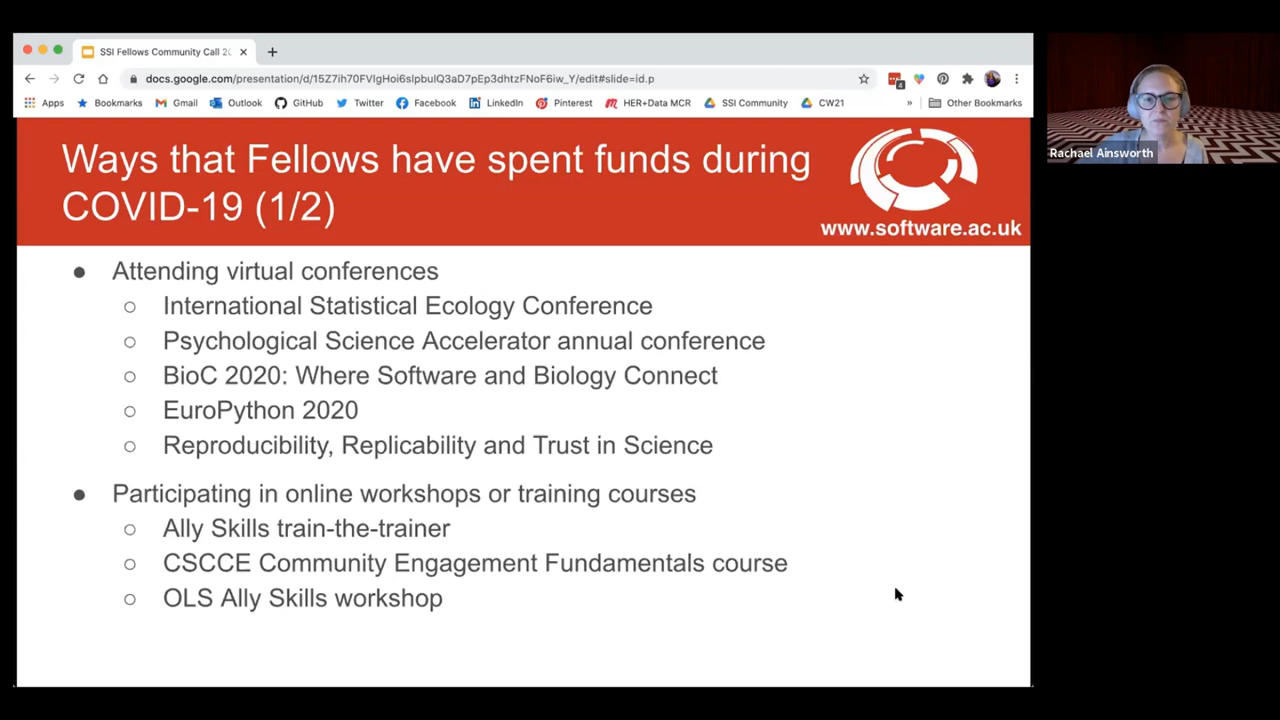 SSI Fellows Community Call 20
docs.google.com/presentation/d/15Z7ih70FVIgHoi6slpbulQ3aD7pEp3dhtzFNoF6iw_Y/edit#slide=id.p
4
Apps Bookmarks Gmail Outlook GitHub Twitter Facebook LinkedIn Pinterest HER+Data MCR SSI Community CW21 » Other Bookmarks
Ways that Fellows have spent funds during
COVID-19 (1/2)
www.software.ac.uk
Rachael Ainsworth
● Attending virtual conferences
○ International Statistical Ecology Conference
○ Psychological Science Accelerator annual conference
○ BioC 2020: Where Software and Biology Connect
○ EuroPython 2020
○ Reproducibility, Replicability and Trust in Science
● Participating in online workshops or training courses
○ Ally Skills train-the-trainer
○ CSCCE Community Engagement Fundamentals course
○ OLS Ally Skills workshop